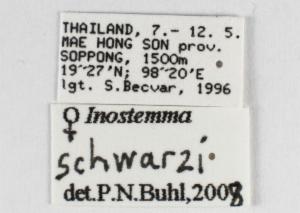 THAILAND, 7.- 12. 5.
MAE HONG SON prov.
SOPPONG, 1500m
19˜27'N; 98˜20'E
lgt. S.Becvar, 1996
♀ Inostemma
schwarzi
det.P.N.Buhl,2008